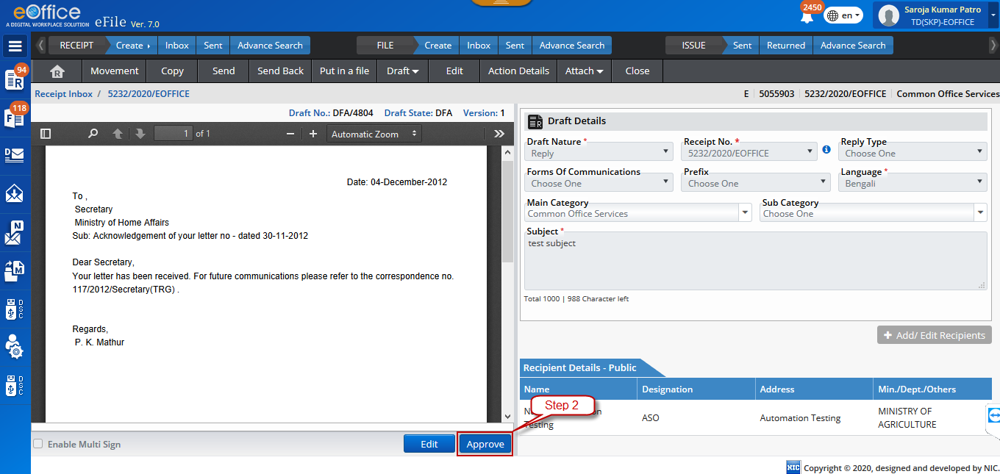 eOffice
A DIGITAL WORKPLACE SOLUTION
eFile Ver. 7.0
2450
en
Saroja Kumar Patro
TD(SKP)-EOFFICE
RECEIPT Create Inbox Sent Advance Search FILE Create Inbox Sent Advance Search ISSUE Sent Returned Advance Search
94
R
R Movement Copy Send Send Back Put in a file Draft Edit Action Details Attach Close
Receipt Inbox / 5232/2020/EOFFICE
E 5055903 5232/2020/EOFFICE Common Office Services
118
F
D
N
M
DSC
DSC
Draft No.: DFA/4804 Draft State: DFA Version: 1
1 of 1
Automatic Zoom
Date: 04-December-2012
To ,
Secretary
Ministry of Home Affairs
Sub: Acknowledgement of your letter no - dated 30-11-2012
Dear Secretary,
Your letter has been received. For future communications please refer to the correspondence no.
117/2012/Secretary(TRG) .
Regards,
P. K. Mathur
Enable Multi Sign
Edit
Approve
Step 2
R Draft Details
Draft Nature * Receipt No. * Reply Type
Reply 5232/2020/EOFFICE Choose One
Forms Of Communications Prefix Language *
Choose One Choose One Bengali
Main Category Sub Category
Common Office Services Choose One
Subject *
test subject
Total 1000 | 988 Character left
+ Add/ Edit Recipients
Recipient Details - Public
Name Designation Address Min./Dept./Others
Testing ASO Automation Testing MINISTRY OF
AGRICULTURE
NIC Copyright © 2020, designed and developed by NIC.